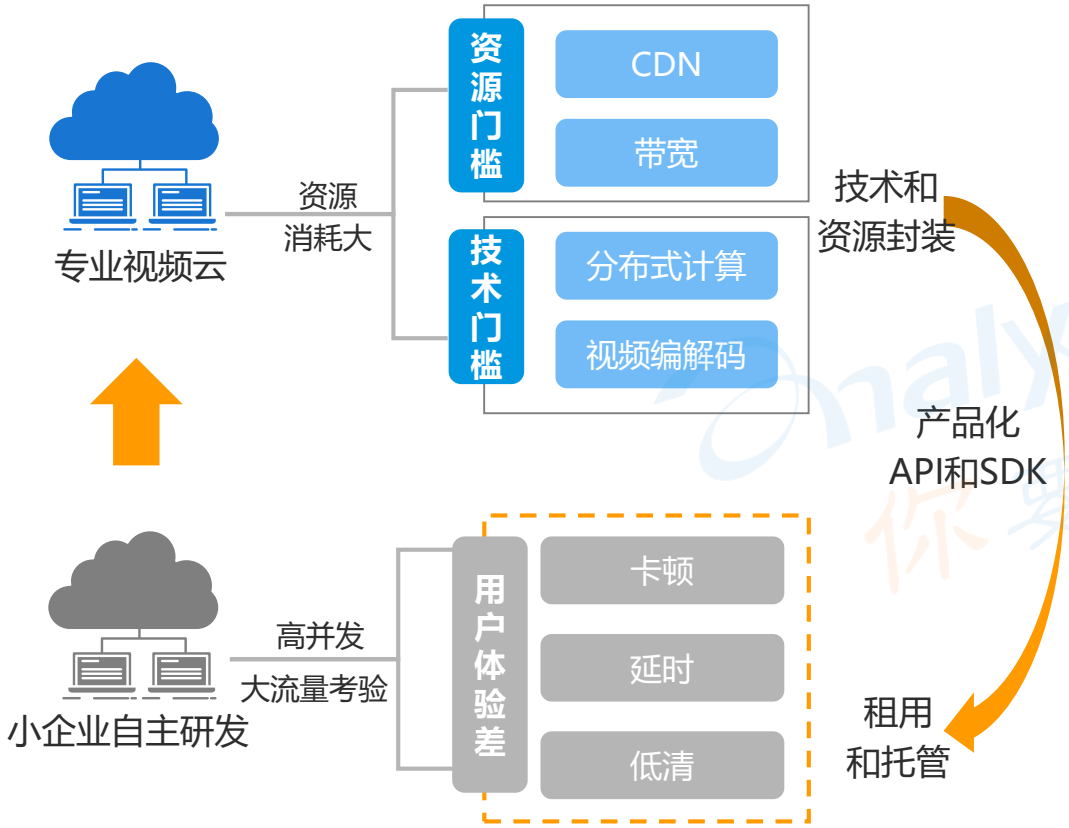 专业视频云
资源
消耗大
资源门槛
CDN
带宽
技术门槛
分布式计算
视频编解码
技术和
资源封装
产品化
API和SDK
小企业自主研发
高并发
大流量考验
用户体验差
卡顿
延时
低清
租用
和托管
naly
你要